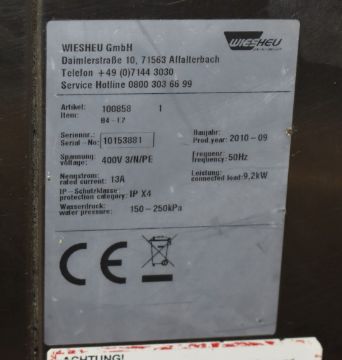 WIESHEU GmbH
WIESHEU
Daimlerstraße 10, 71563 Affalterbach
Telefon +49 (0)7144 3030
Service Hotline 0800 303 66 99
Artikel: 100858 1
Item: B4-E2
Seriennr.: Baujahr:
Serial-No: 10153881 Prod.year: 2010-09
Spannung: Frequenz:
voltage: 400V 3/N/PE frequency: 50Hz
Nennstrom: Leistung:
rated current: 13A connected load: 9,2kW
IP-Schutzklasse:
protection category: IP X4
Wasserdruck:
water pressure: 150-250kPa
CE
ACHTUNG!